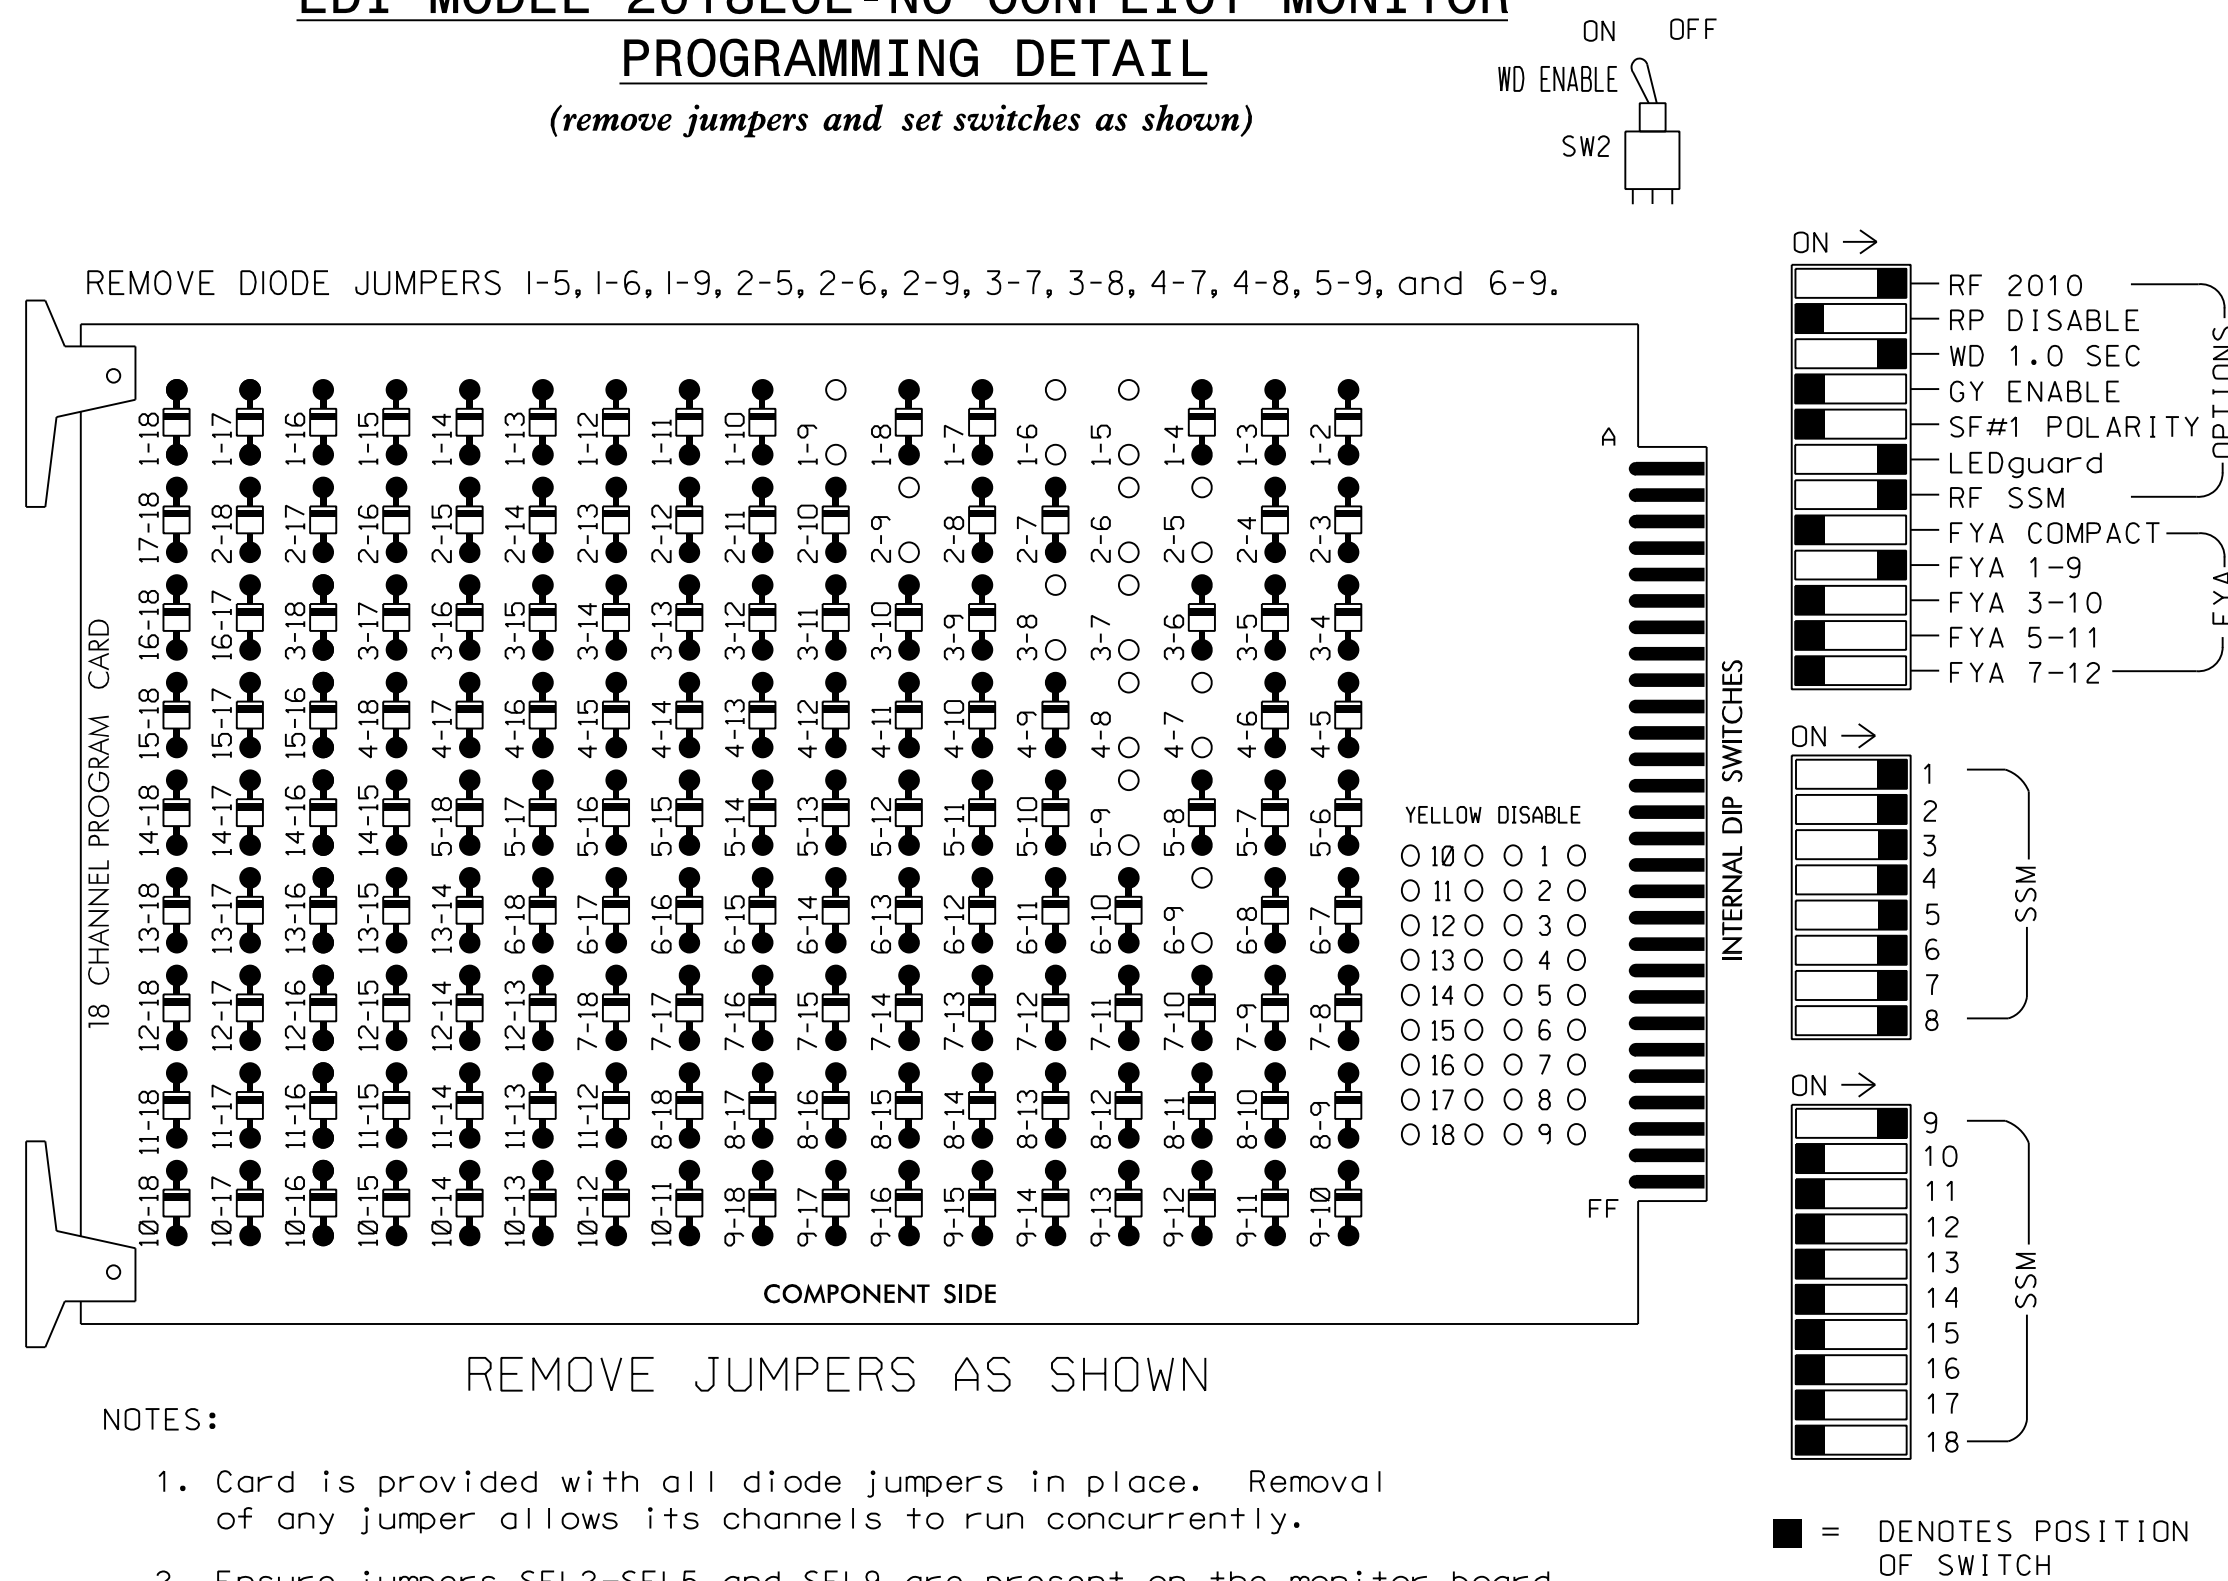 PROGRAMMING DETAIL
(remove jumpers and set switches as shown)
ON OFF
WD ENABLE
SW2
REMOVE DIODE JUMPERS 1-5, 1-6, 1-9, 2-5, 2-6, 2-9, 3-7, 3-8, 4-7, 4-8, 5-9, and 6-9.
18 CHANNEL PROGRAM CARD
1-18 1-17 1-16 1-15 1-14 1-13 1-12 1-11 1-10 1-9 1-8 1-7 1-6 1-5 1-4 1-3 1-2
17-18 2-18 2-17 2-16 2-15 2-14 2-13 2-12 2-11 2-10 2-9 2-8 2-7 2-6 2-5 2-4 2-3
16-18 16-17 3-18 3-17 3-16 3-15 3-14 3-13 3-12 3-11 3-10 3-9 3-8 3-7 3-6 3-5 3-4
15-18 15-17 15-16 4-18 4-17 4-16 4-15 4-14 4-13 4-12 4-11 4-10 4-9 4-8 4-7 4-6 4-5
14-18 14-17 14-16 14-15 5-18 5-17 5-16 5-15 5-14 5-13 5-12 5-11 5-10 5-9 5-8 5-7 5-6
13-18 13-17 13-16 13-15 13-14 6-18 6-17 6-16 6-15 6-14 6-13 6-12 6-11 6-10 6-9 6-8 6-7
12-18 12-17 12-16 12-15 12-14 12-13 7-18 7-17 7-16 7-15 7-14 7-13 7-12 7-11 7-10 7-9 7-8
11-18 11-17 11-16 11-15 11-14 11-13 11-12 8-18 8-17 8-16 8-15 8-14 8-13 8-12 8-11 8-10 8-9
10-18 10-17 10-16 10-15 10-14 10-13 10-12 10-11 9-18 9-17 9-16 9-15 9-14 9-13 9-12 9-11 9-10
A
YELLOW DISABLE
10 1
11 2
12 3
13 4
14 5
15 6
16 7
17 8
18 9
FF
COMPONENT SIDE
INTERNAL DIP SWITCHES
ON
RF 2010
RP DISABLE
WD 1.0 SEC
GY ENABLE
SF#1 POLARITY
LEDguard
RF SSM
OPTIONS
FYA COMPACT
FYA 1-9
FYA 3-10
FYA 5-11
FYA 7-12
FYA
ON
1
2
3
4
5
6
7
8
SSM
ON
9
10
11
12
13
14
15
16
17
18
SSM
REMOVE JUMPERS AS SHOWN
NOTES:
1. Card is provided with all diode jumpers in place. Removal
of any jumper allows its channels to run concurrently.
= DENOTES POSITION
OF SWITCH